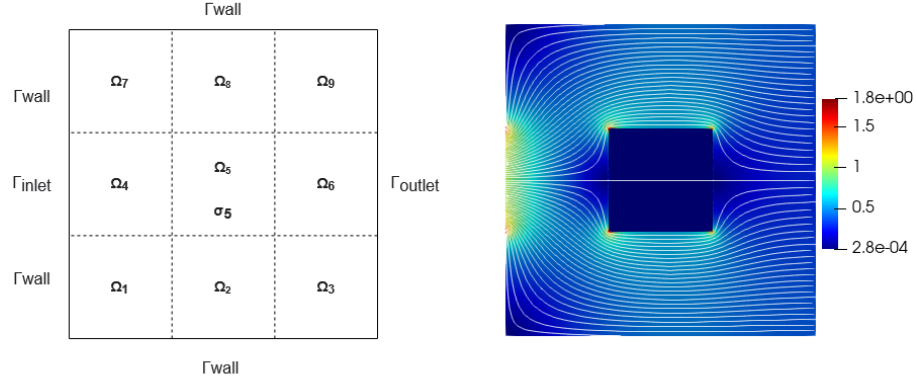 Γwall
Γwall
Ω7
Ω8
Ω9
Γinlet
Ω4
Ω5
σ5
Ω6
Γoutlet
Γwall
Ω1
Ω2
Ω3
Γwall
1.8e+00
1.5
1
0.5
2.8e-04